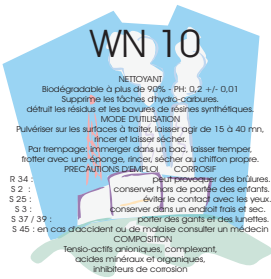 WN 10
NETTOYANT
Biodégradable à plus de 90% - PH: 0,2 +/- 0,01
Supprime les tâches d'hydro-carbures.
détruit les résidus et les bavures de résines synthétiques.
MODE D'UTILISATION
Pulvériser sur les surfaces à traiter, laisser agir de 15 à 40 mn,
rincer et laisser sécher.
Par trempage: immerger dans un bac, laisser tremper,
frotter avec une éponge, rincer, sécher au chiffon propre.
PRECAUTIONS D'EMPLOI CORROSIF
R 34 : peut provoquer des brûlures.
S 2 : conserver hors de portée des enfants.
S 25 : éviter le contact avec les yeux.
S 3 : conserver dans un endroit frais et sec.
S 37 / 39 : porter des gants et des lunettes.
S 45 : en cas d'accident ou de malaise consulter un médecin
COMPOSITION
Tensio-actifs anioniques, complexant,
acides minéraux et organiques,
inhibiteurs de corrosion